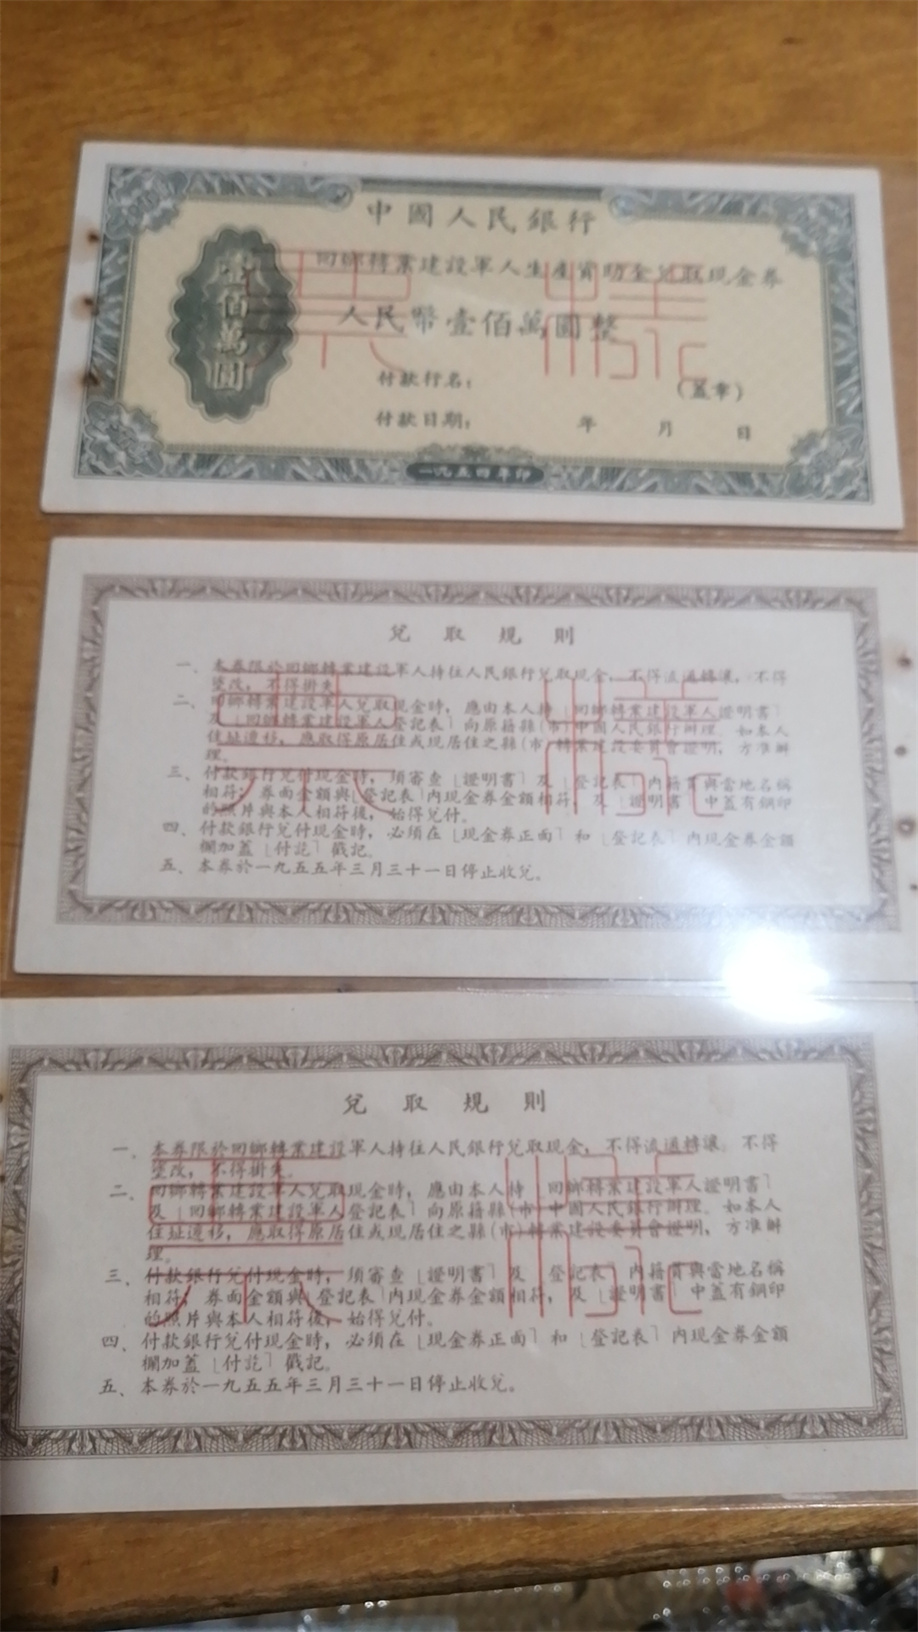 中國人民銀行
回鄉轉業建設軍人生產資助金兌取現金券
壹佰萬圓
人民幣壹佰萬圓整
付款行名：
（蓋章）
付款日期：　年　月　日
一九五四年印
票樣
兌取規則
一、本券限於回鄉轉業建設軍人持往人民銀行兌取現金，不得流通轉讓，不得
塗改，不得掛失。
二、回鄉轉業建設軍人兌取現金時，應由本人持「回鄉轉業建設軍人證明書」
及「回鄉轉業建設軍人登記表」向原籍縣（市）中國人民銀行辦理。如本人
住址遷移，應取得原居住或現居住之縣（市）轉業建設委員會證明，方准辦
理。
三、付款銀行兌付現金時，須審查「證明書」及「登記表」內籍貫與當地名稱
相符，券面金額與「登記表」內現金券金額相符，及「證明書」中蓋有鋼印
的照片與本人相符後，始得兌付。
四、付款銀行兌付現金時，必須在「現金券正面」和「登記表」內現金券金額
欄加蓋「付訖」戳記。
五、本券於一九五五年三月三十一日停止收兌。
票樣
兌取規則
一、本券限於回鄉轉業建設軍人持往人民銀行兌取現金，不得流通轉讓，不得
塗改，不得掛失。
二、回鄉轉業建設軍人兌取現金時，應由本人持「回鄉轉業建設軍人證明書」
及「回鄉轉業建設軍人登記表」向原籍縣（市）中國人民銀行辦理。如本人
住址遷移，應取得原居住或現居住之縣（市）轉業建設委員會證明，方准辦
理。
三、付款銀行兌付現金時，須審查「證明書」及「登記表」內籍貫與當地名稱
相符，券面金額與「登記表」內現金券金額相符，及「證明書」中蓋有鋼印
的照片與本人相符後，始得兌付。
四、付款銀行兌付現金時，必須在「現金券正面」和「登記表」內現金券金額
欄加蓋「付訖」戳記。
五、本券於一九五五年三月三十一日停止收兌。
票樣